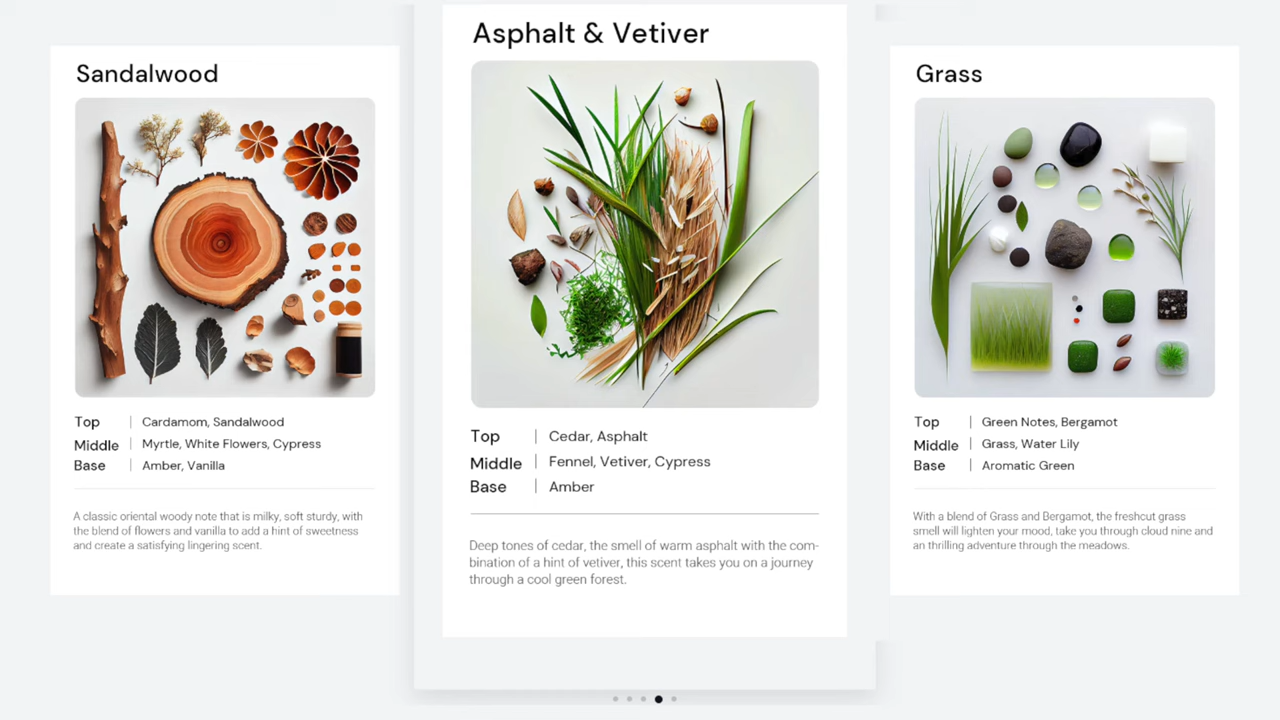 Sandalwood
Top | Cardamom, Sandalwood
Middle | Myrtle, White Flowers, Cypress
Base | Amber, Vanilla
A classic oriental woody note that is milky, soft sturdy, with
the blend of flowers and vanilla to add a hint of sweetness
and create a satisfying lingering scent.
Asphalt & Vetiver
Top | Cedar, Asphalt
Middle | Fennel, Vetiver, Cypress
Base | Amber
Deep tones of cedar, the smell of warm asphalt with the com-
bination of a hint of vetiver, this scent takes you on a journey
through a cool green forest.
Grass
Top | Green Notes, Bergamot
Middle | Grass, Water Lily
Base | Aromatic Green
With a blend of Grass and Bergamot, the freshcut grass
smell will lighten your mood, take you through cloud nine and
an thrilling adventure through the meadows.